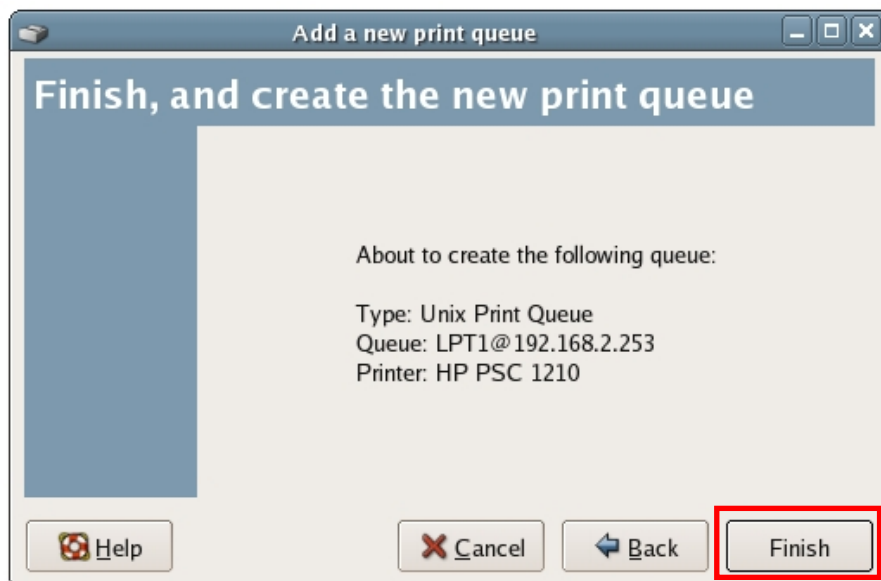 Add a new print queue
Finish, and create the new print queue
About to create the following queue:
Type: Unix Print Queue
Queue: LPT1@192.168.2.253
Printer: HP PSC 1210
Help
Cancel
Back
Finish